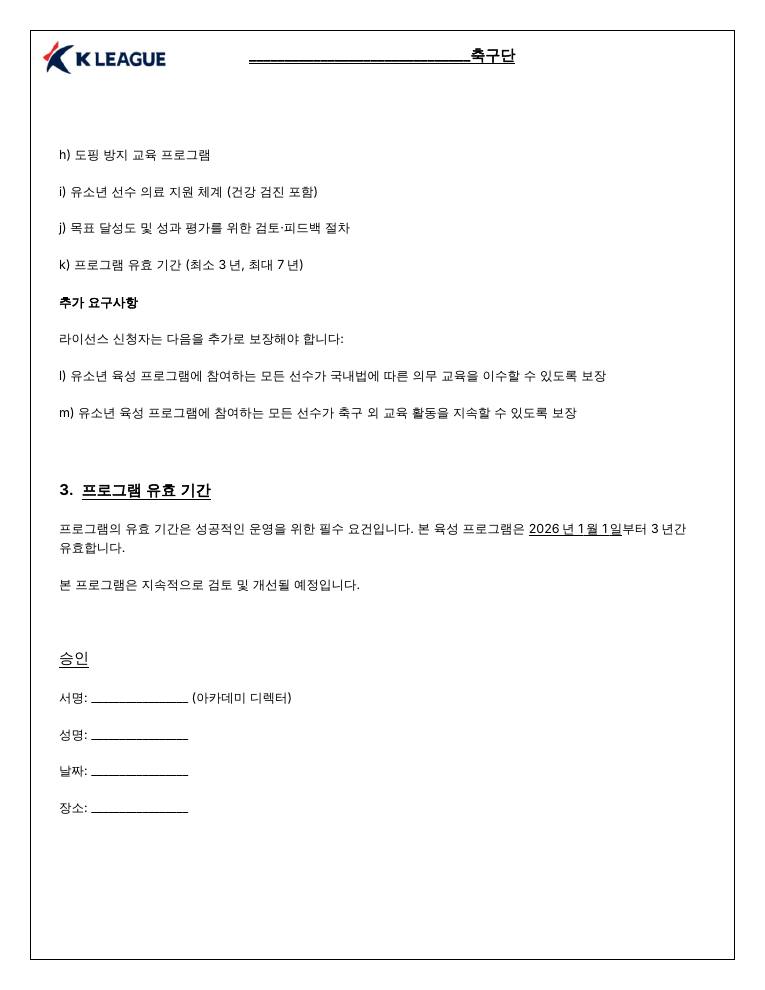 K LEAGUE
______________________________축구단
h) 도핑 방지 교육 프로그램
i) 유소년 선수 의료 지원 체계 (건강 검진 포함)
j) 목표 달성도 및 성과 평가를 위한 검토·피드백 절차
k) 프로그램 유효 기간 (최소 3년, 최대 7년)
추가 요구사항
라이선스 신청자는 다음을 추가로 보장해야 합니다:
l) 유소년 육성 프로그램에 참여하는 모든 선수가 국내법에 따른 의무 교육을 이수할 수 있도록 보장
m) 유소년 육성 프로그램에 참여하는 모든 선수가 축구 외 교육 활동을 지속할 수 있도록 보장
3. 프로그램 유효 기간
프로그램의 유효 기간은 성공적인 운영을 위한 필수 요건입니다. 본 육성 프로그램은 2026년 1월 1일부터 3년간
유효합니다.
본 프로그램은 지속적으로 검토 및 개선될 예정입니다.
승인
서명: ________________ (아카데미 디렉터)
성명: ________________
날짜: ________________
장소: ________________